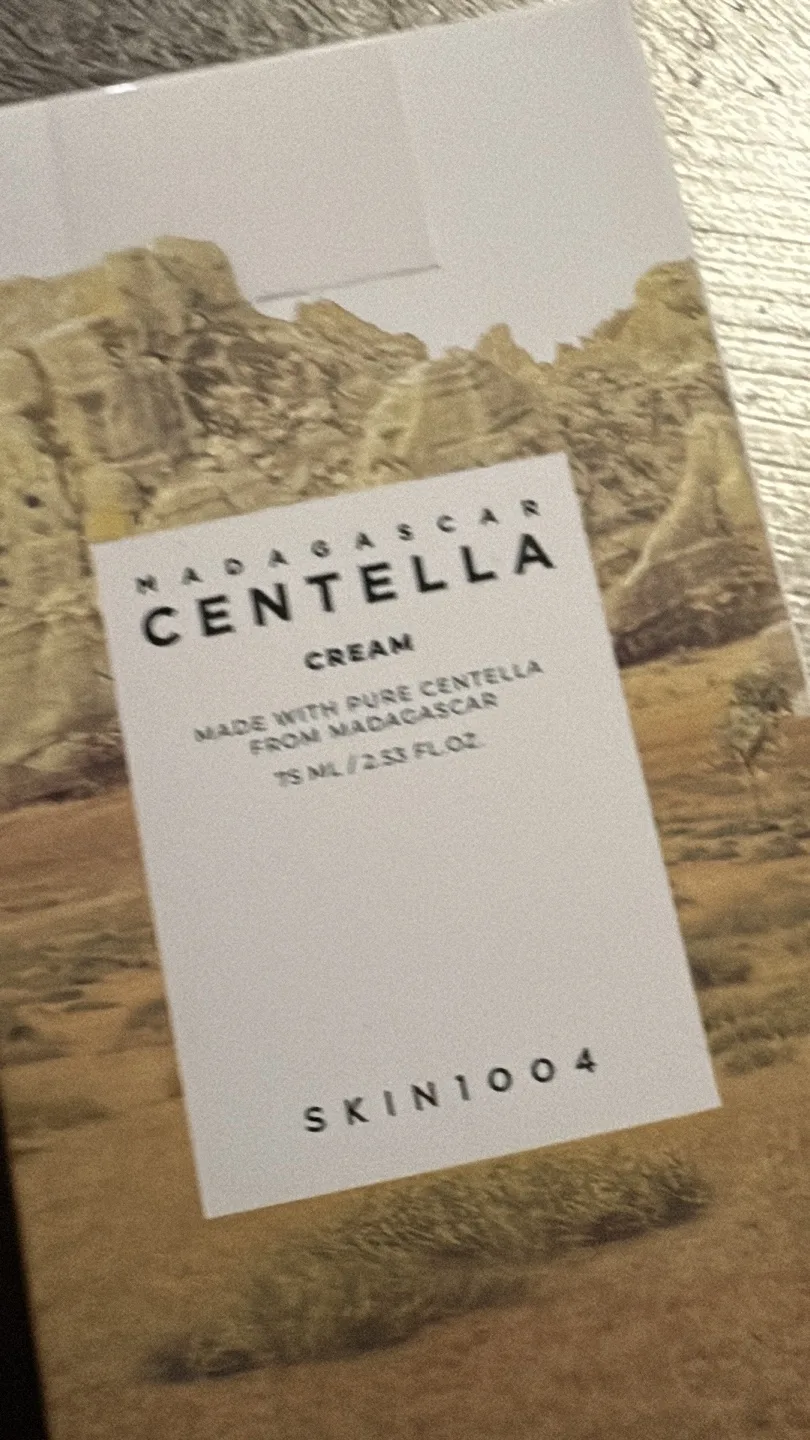 MADAGASCAR
CENTELLA
CREAM
MADE WITH PURE CENTELLA
FROM MADAGASCAR
75 ML / 2.53 FL.OZ.
SKIN1004